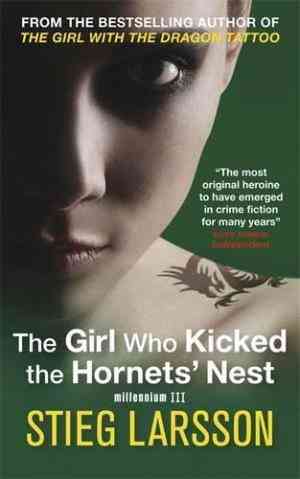 FROM THE BESTSELLING AUTHOR OF
THE GIRL WITH THE DRAGON TATTOO
"The most
original heroine
to have emerged
in crime fiction
for many years"
Independent
The Girl Who Kicked
the Hornets' Nest
millennium III
STIEG LARSSON